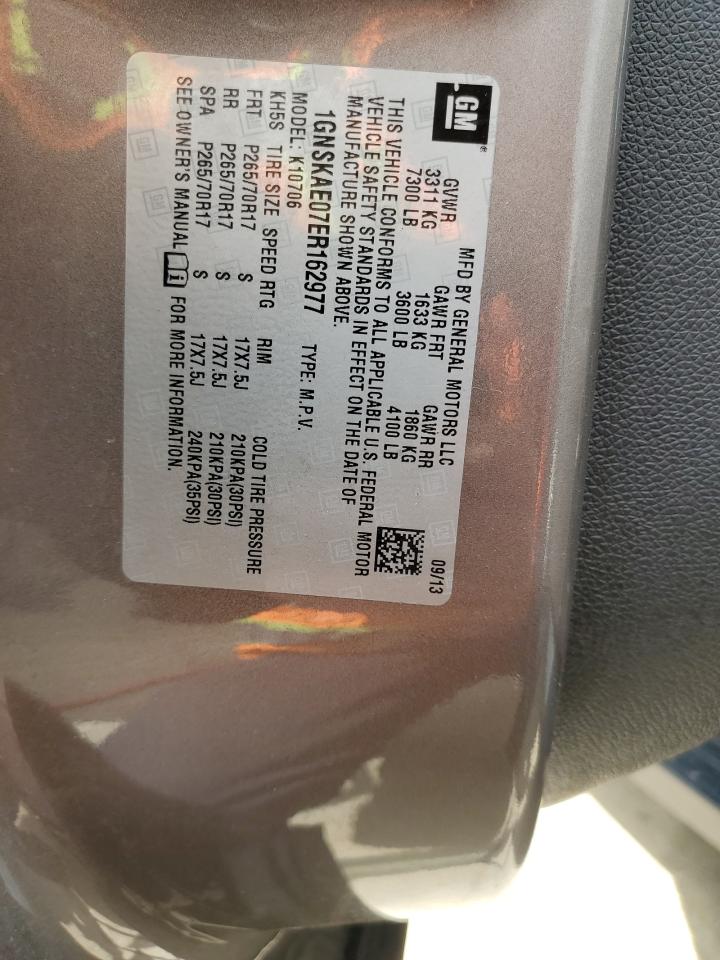 GM
MFD BY GENERAL MOTORS LLC 09/13
GVWR GAWR FRT GAWR RR
3311 KG 1633 KG 1860 KG
7300 LB 3600 LB 4100 LB
THIS VEHICLE CONFORMS TO ALL APPLICABLE U.S. FEDERAL MOTOR
VEHICLE SAFETY STANDARDS IN EFFECT ON THE DATE OF
MANUFACTURE SHOWN ABOVE.
1GNSKAE07ER162977 TYPE: M.P.V.
MODEL: K10706
KH5S TIRE SIZE SPEED RTG RIM COLD TIRE PRESSURE
FRT P265/70R17 S 17X7.5J 210KPA(30PSI)
RR P265/70R17 S 17X7.5J 210KPA(30PSI)
SPA P265/70R17 S 17X7.5J 240KPA(35PSI)
SEE OWNER'S MANUAL FOR MORE INFORMATION.